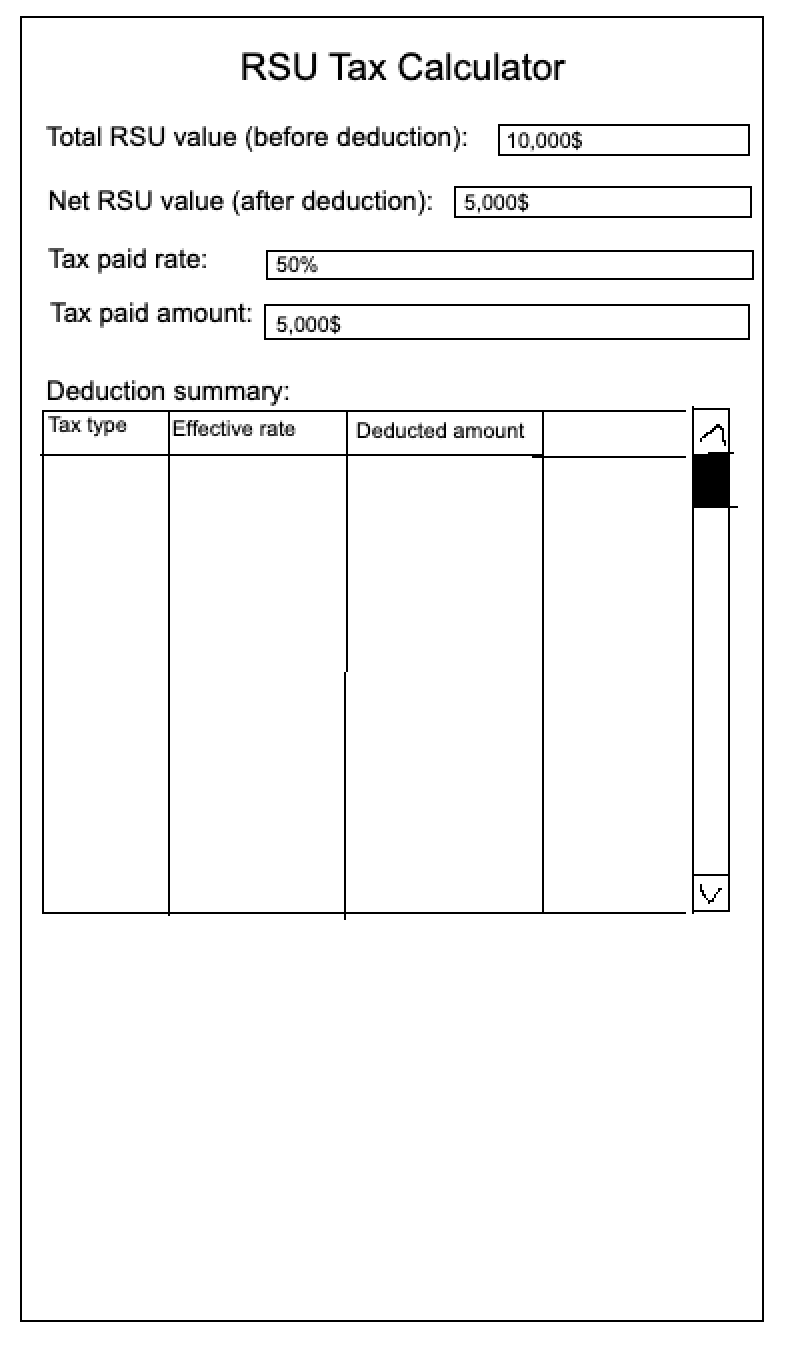 RSU Tax Calculator
Total RSU value (before deduction): 10,000$
Net RSU value (after deduction): 5,000$
Tax paid rate: 50%
Tax paid amount: 5,000$
Deduction summary:
Tax type Effective rate Deducted amount